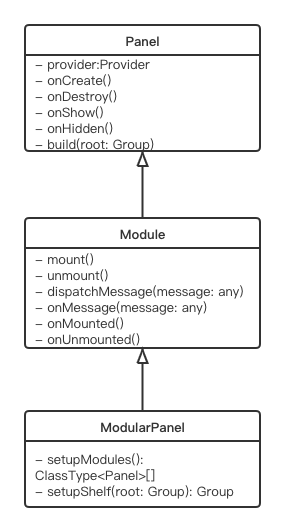 Panel
– provider:Provider
– onCreate()
– onDestroy()
– onShow()
– onHidden()
– build(root: Group)
Module
– mount()
– unmount()
– dispatchMessage(message: any)
– onMessage(message: any)
– onMounted()
– onUnmounted()
ModularPanel
– setupModules():
ClassType<Panel>[]
– setupShelf(root: Group): Group